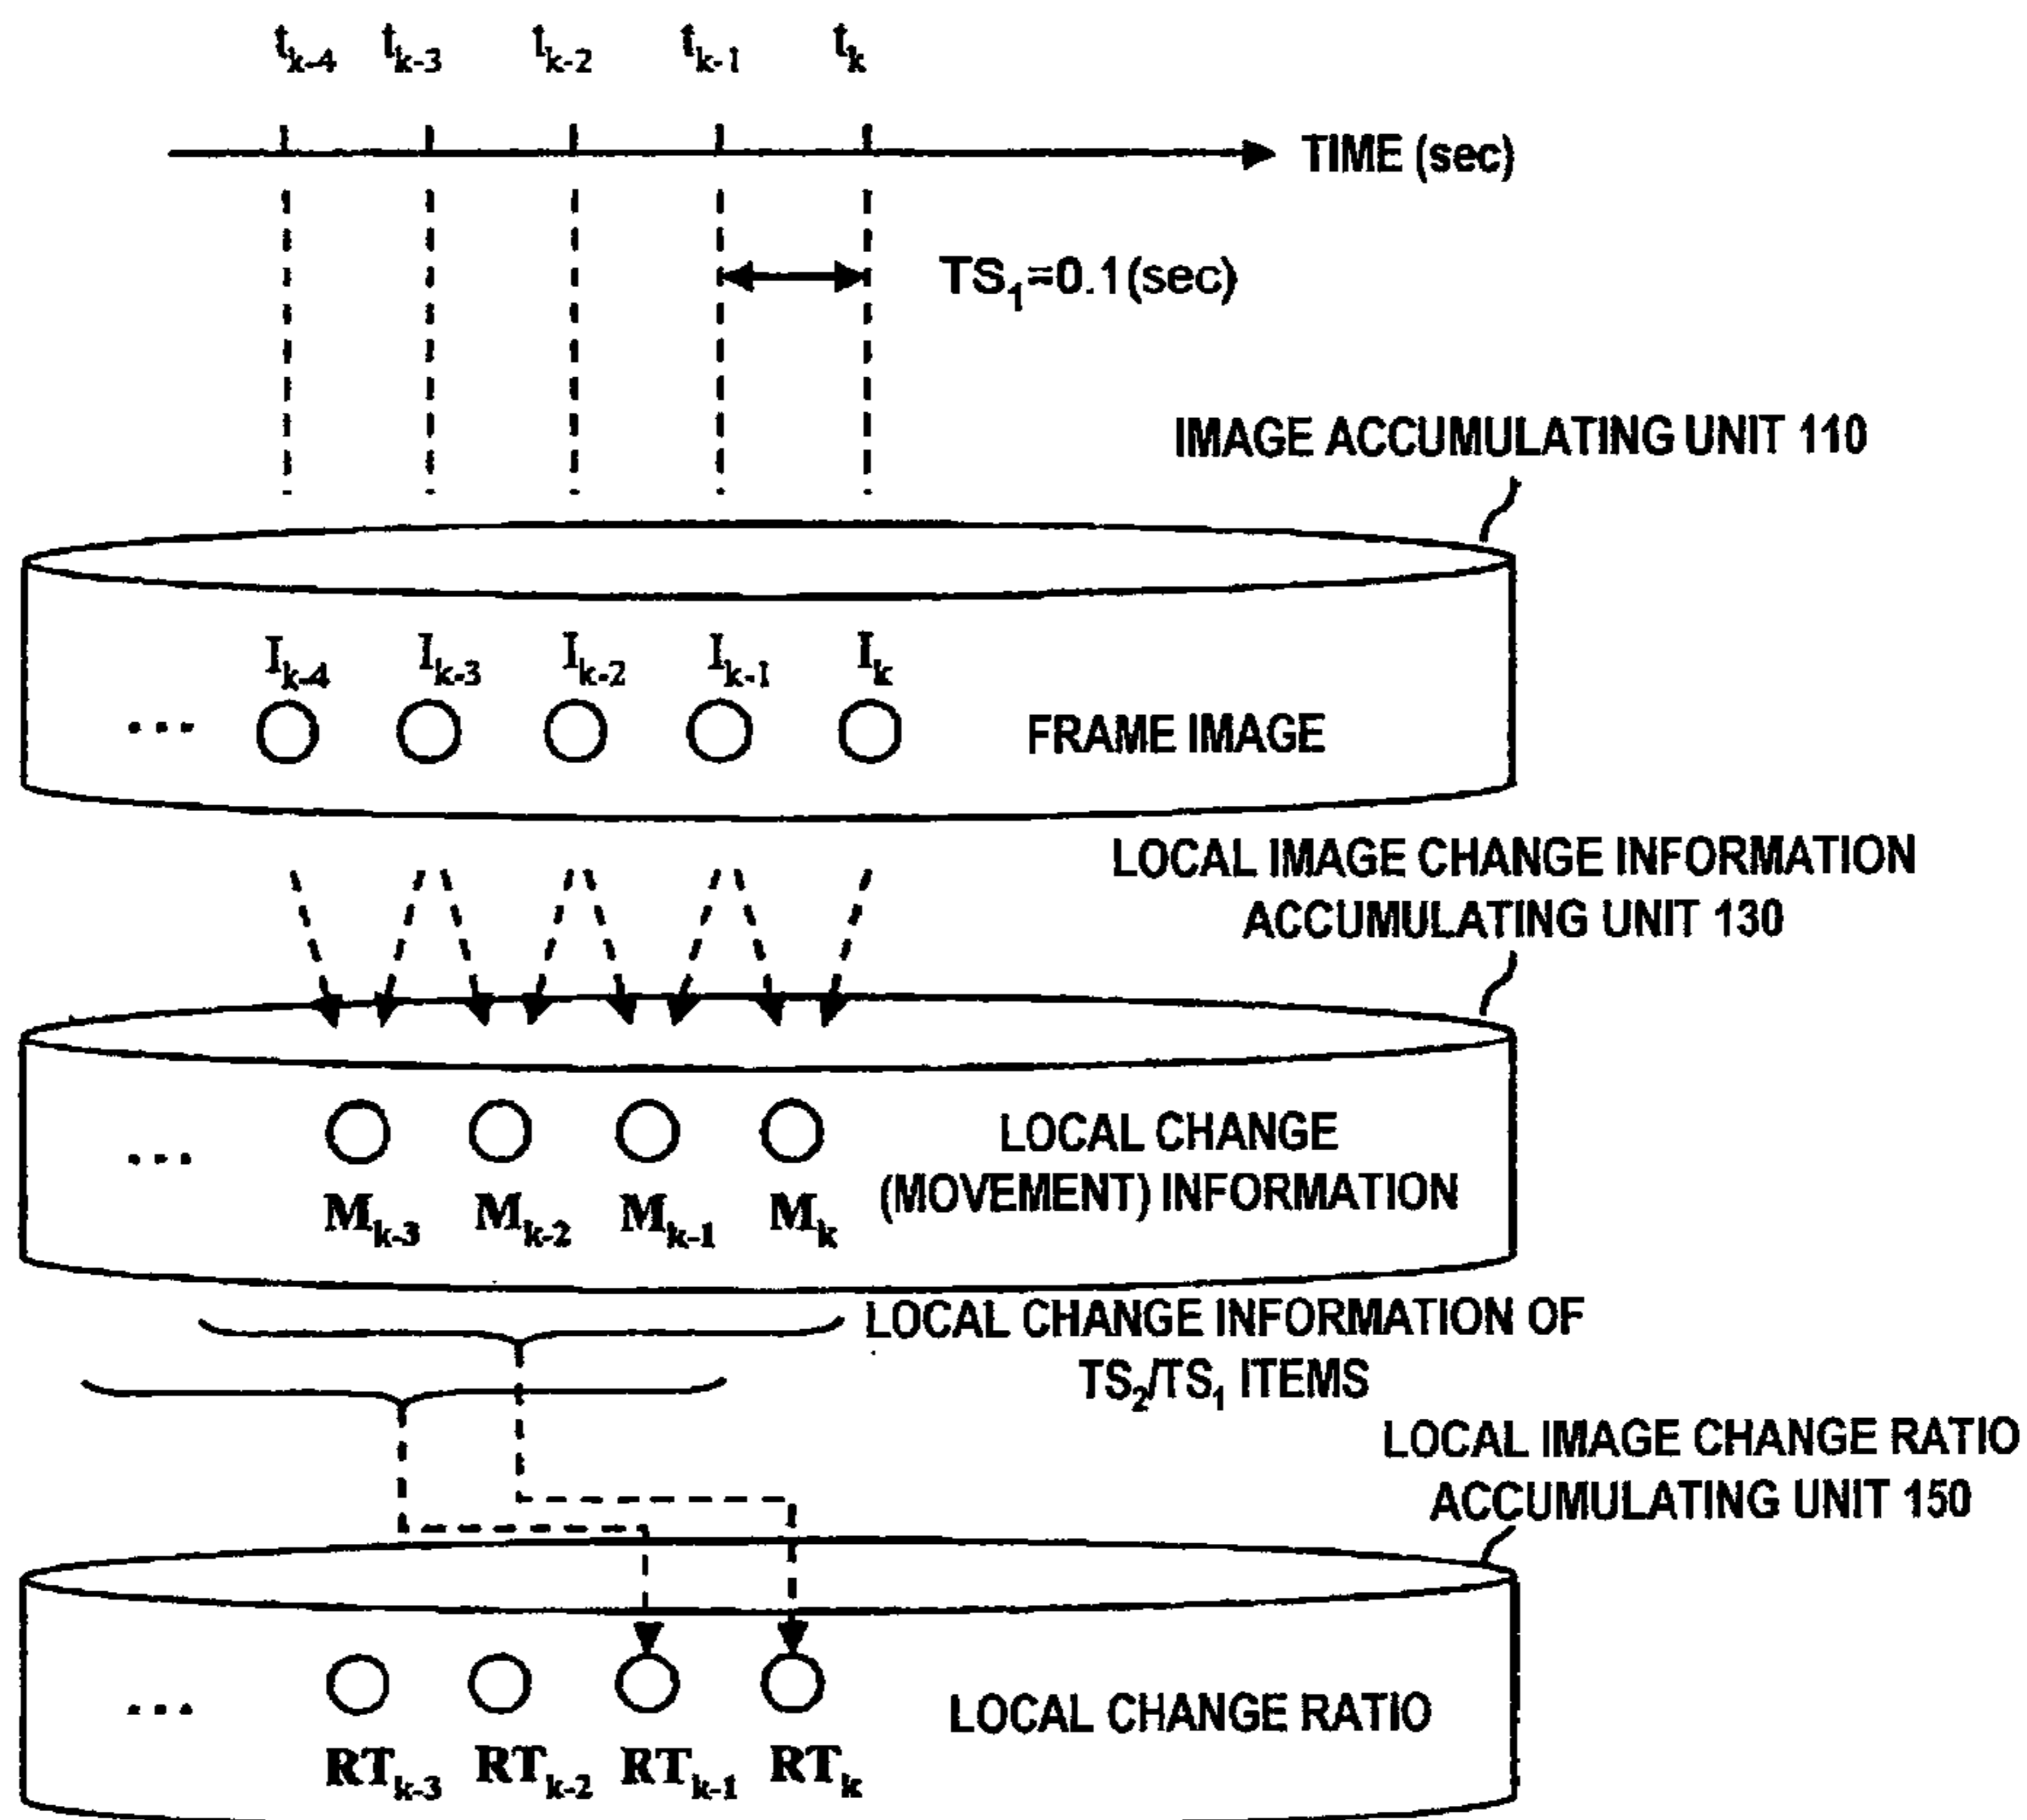 t_{k-4} t_{k-3} t_{k-2} t_{k-1} t_k
TIME (sec)
TS_1=0.1(sec)
IMAGE ACCUMULATING UNIT 110
I_{k-4} I_{k-3} I_{k-2} I_{k-1} I_k
... FRAME IMAGE
LOCAL IMAGE CHANGE INFORMATION
ACCUMULATING UNIT 130
... LOCAL CHANGE
(MOVEMENT) INFORMATION
M_{k-3} M_{k-2} M_{k-1} M_k
LOCAL CHANGE INFORMATION OF
TS_2/TS_1 ITEMS
LOCAL IMAGE CHANGE RATIO
ACCUMULATING UNIT 150
... LOCAL CHANGE RATIO
RT_{k-3} RT_{k-2} RT_{k-1} RT_k